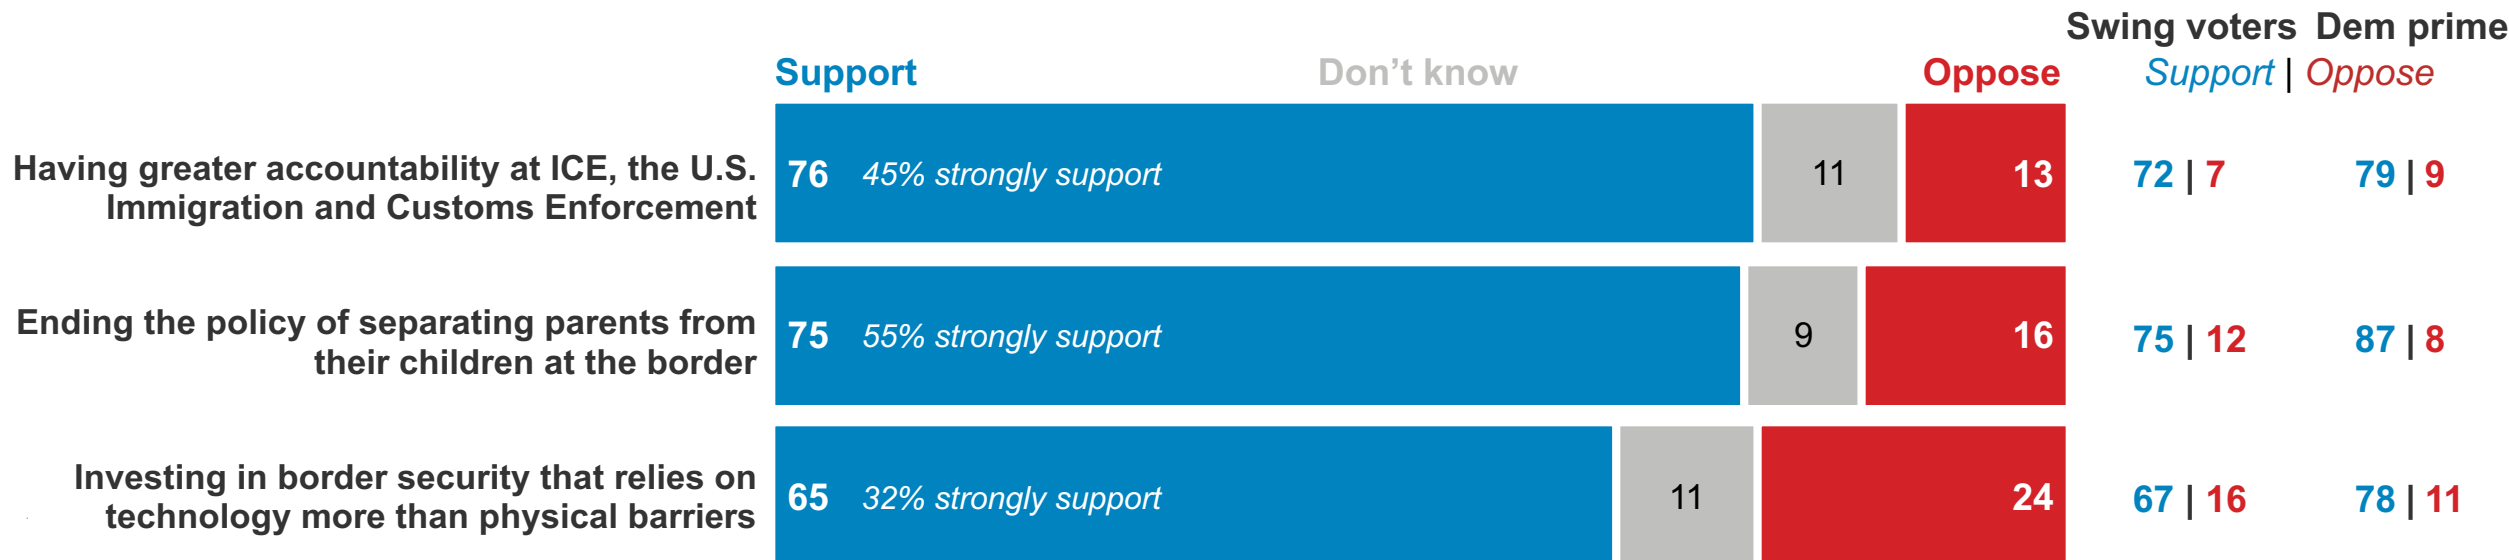 Swing voters Dem prime
Support Don’t know Oppose Support | Oppose
Having greater accountability at ICE, the U.S.
Immigration and Customs Enforcement
76 45% strongly support 11 13 72 | 7 79 | 9
Ending the policy of separating parents from
their children at the border
75 55% strongly support 9 16 75 | 12 87 | 8
Investing in border security that relies on
technology more than physical barriers
65 32% strongly support 11 24 67 | 16 78 | 11